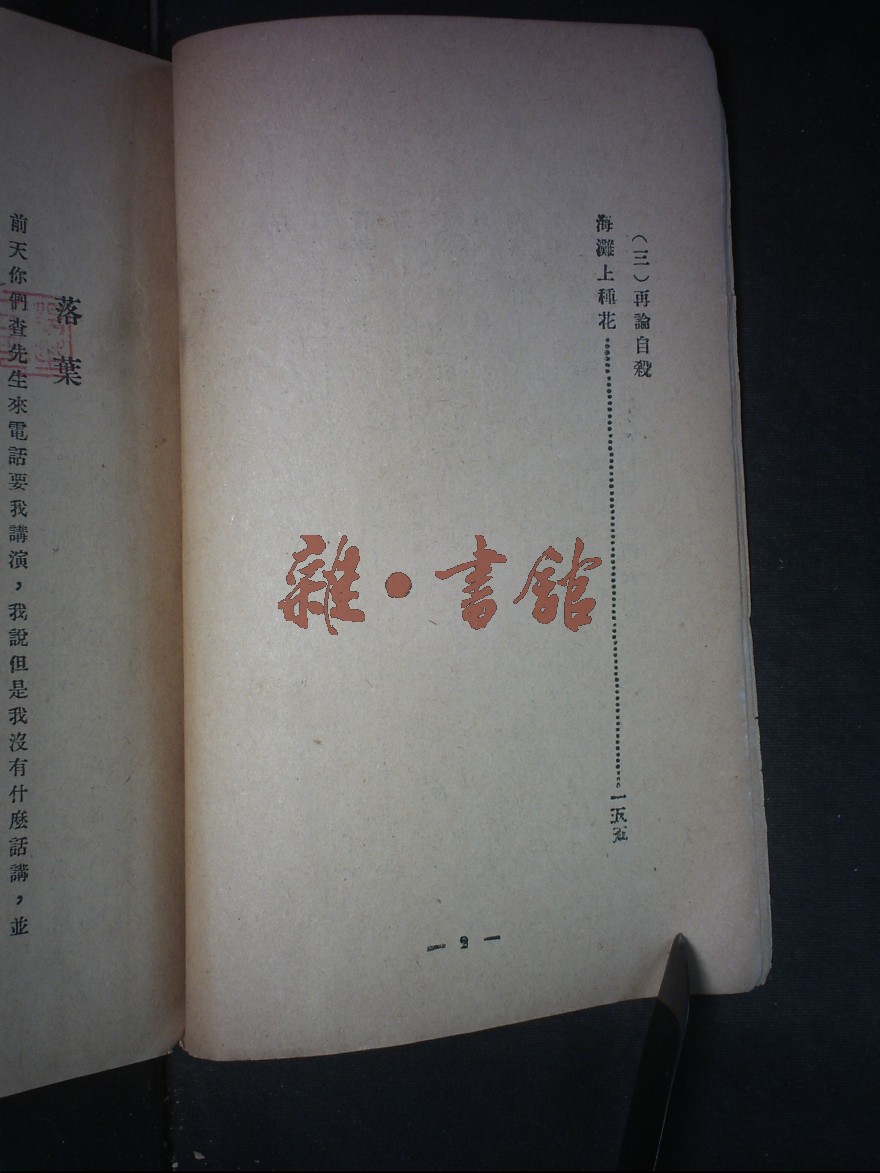 （三）再論自殺
海灘上種花……一五五
— 2 —
落葉
前天你們查先生來電話要我講演，我說但是我沒有什麼話講，並
雜·書館